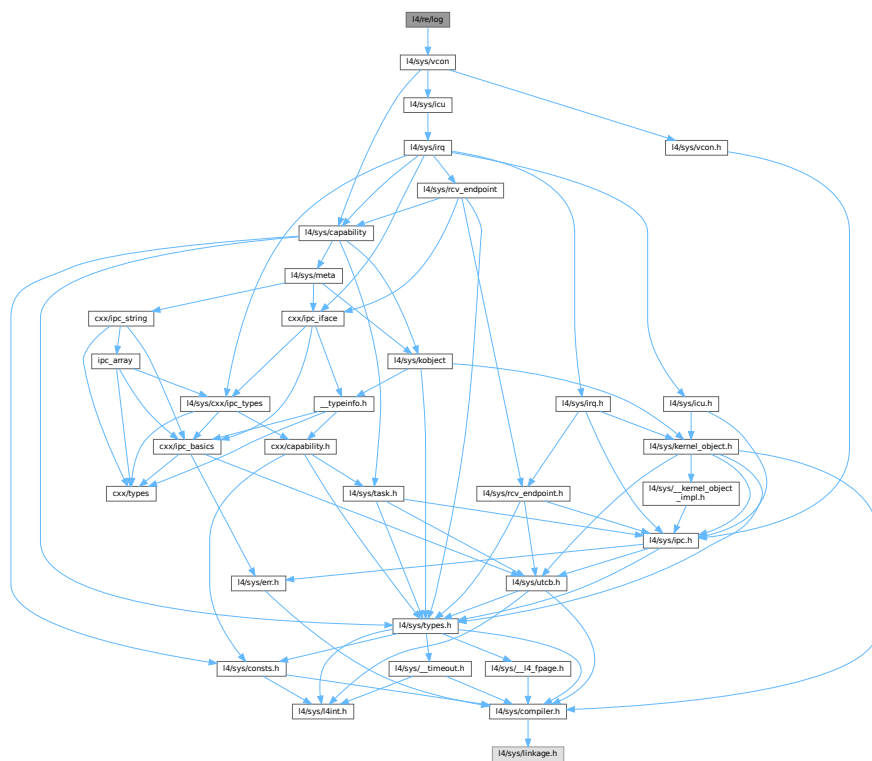 l4/re/log
l4/sys/vcon
l4/sys/icu
l4/sys/irq
l4/sys/vcon.h
l4/sys/rcv_endpoint
l4/sys/capability
l4/sys/meta
cxx/ipc_string
cxx/ipc_iface
ipc_array
l4/sys/kobject
l4/sys/cxx/ipc_types
__typeinfo.h
l4/sys/irq.h
l4/sys/icu.h
cxx/ipc_basics
cxx/capability.h
l4/sys/kernel_object.h
cxx/types
l4/sys/task.h
l4/sys/rcv_endpoint.h
l4/sys/__kernel_object
_impl.h
l4/sys/ipc.h
l4/sys/err.h
l4/sys/utcb.h
l4/sys/types.h
l4/sys/consts.h
l4/sys/__timeout.h
l4/sys/__l4_fpage.h
l4/sys/l4int.h
l4/sys/compiler.h
l4/sys/linkage.h